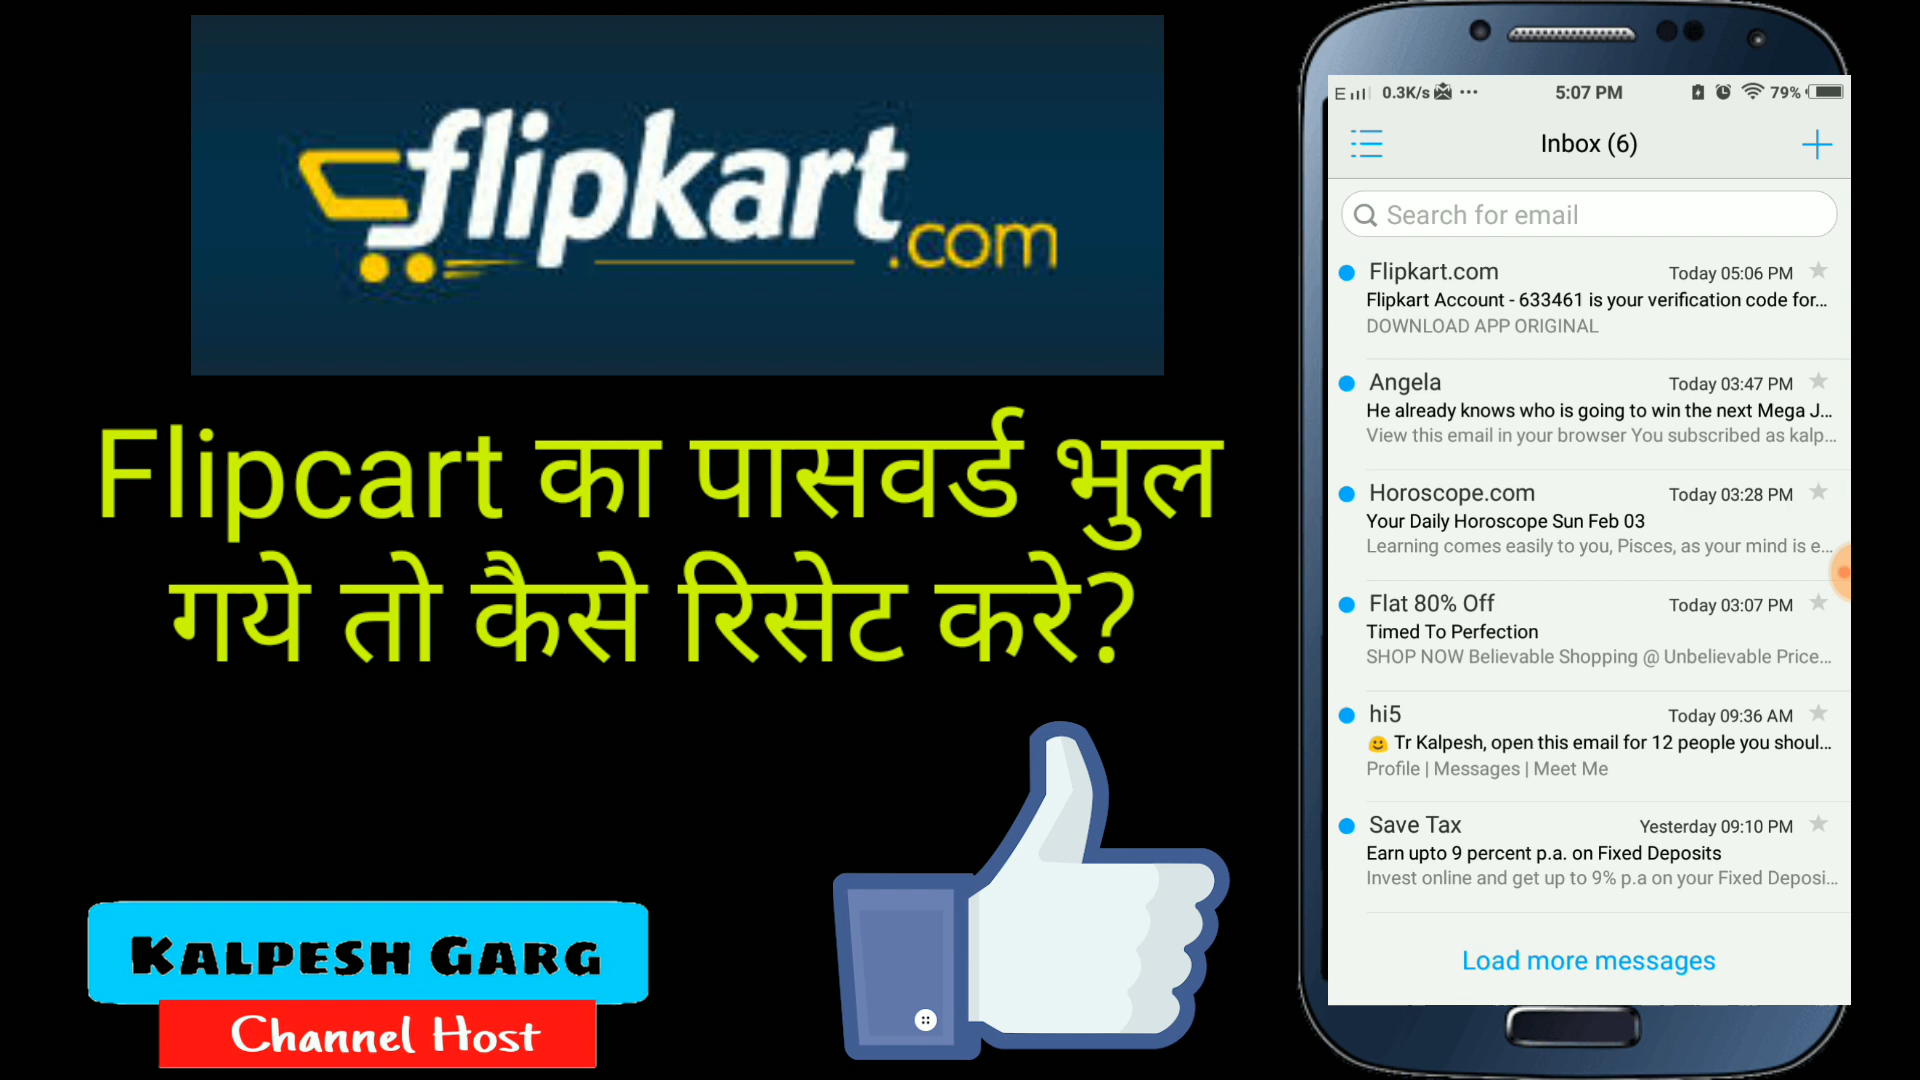 flipkart.com
Flipcart का पासवर्ड भुल
गये तो कैसे रिसेट करे?
KALPESH GARG
Channel Host
E 0.3K/s ... 5:07 PM 79%
Inbox (6)
Search for email
Flipkart.com Today 05:06 PM
Flipkart Account - 633461 is your verification code for...
DOWNLOAD APP ORIGINAL
Angela Today 03:47 PM
He already knows who is going to win the next Mega J...
View this email in your browser You subscribed as kalp...
Horoscope.com Today 03:28 PM
Your Daily Horoscope Sun Feb 03
Learning comes easily to you, Pisces, as your mind is e...
Flat 80% Off Today 03:07 PM
Timed To Perfection
SHOP NOW Believable Shopping @ Unbelievable Price...
hi5 Today 09:36 AM
Tr Kalpesh, open this email for 12 people you shoul...
Profile | Messages | Meet Me
Save Tax Yesterday 09:10 PM
Earn upto 9 percent p.a. on Fixed Deposits
Invest online and get up to 9% p.a on your Fixed Deposi...
Load more messages